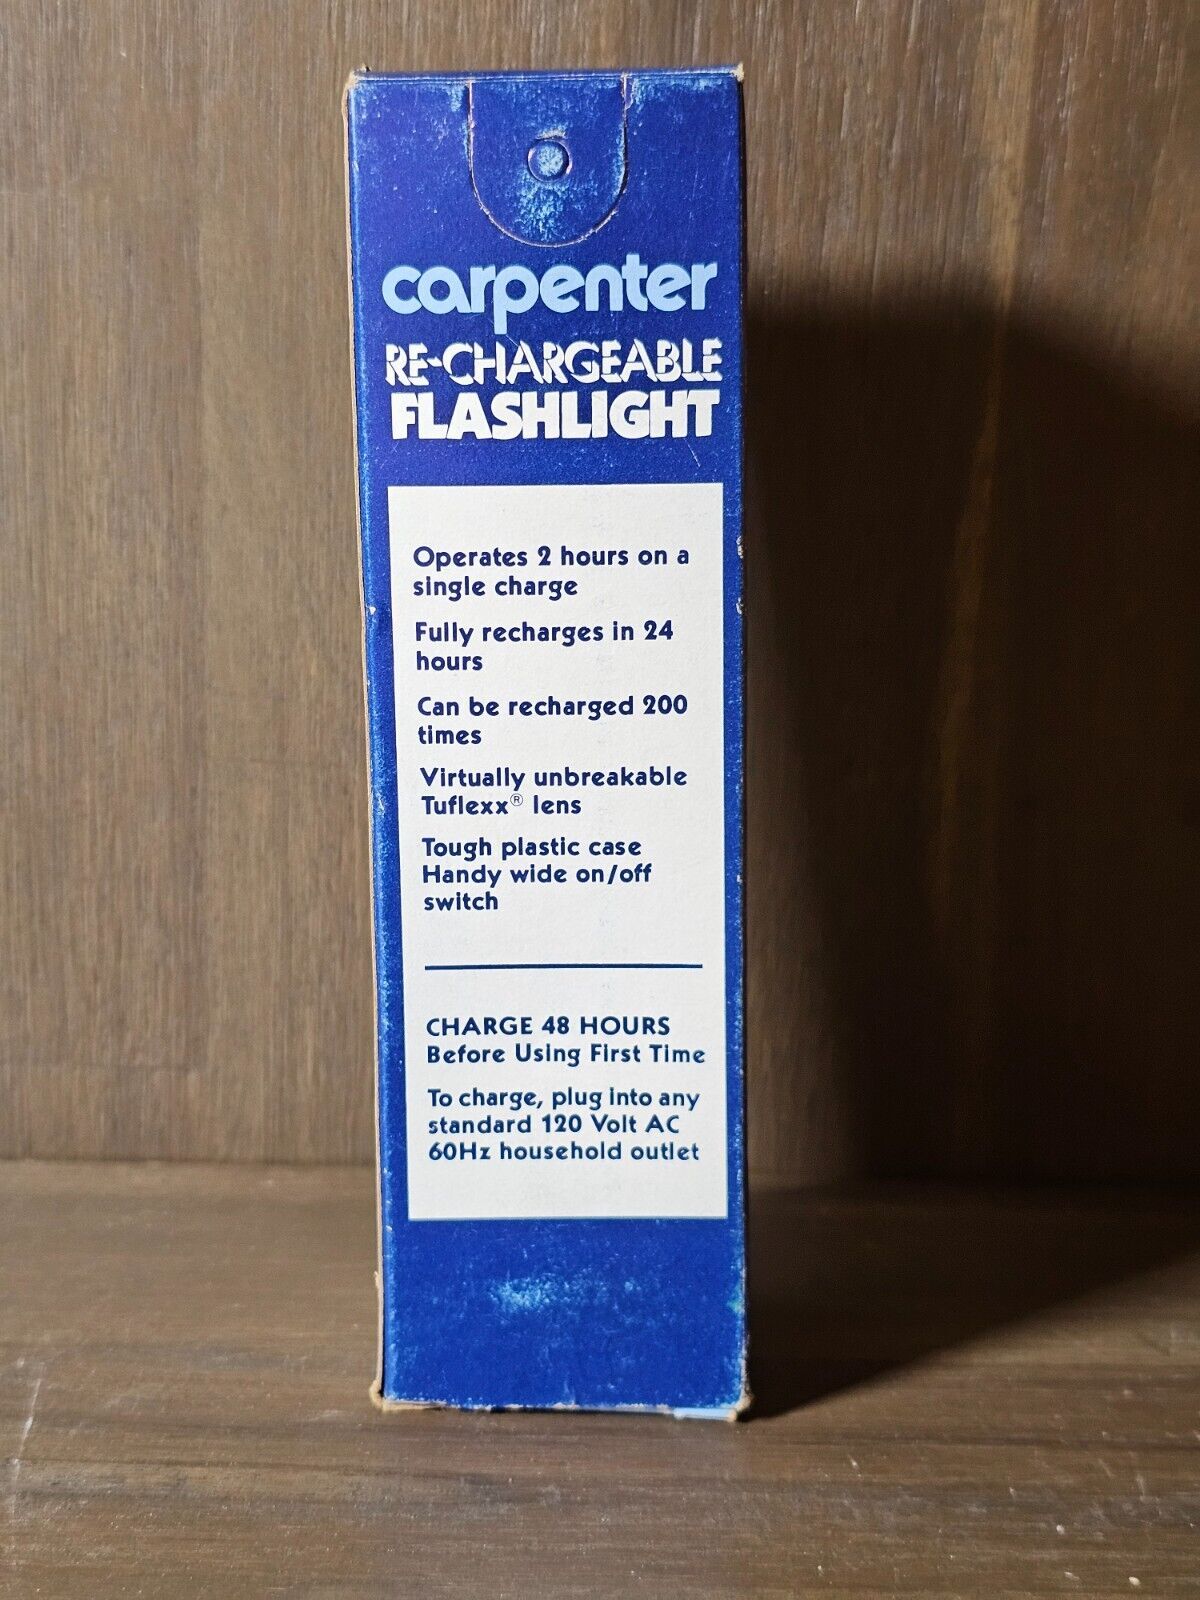 carpenter
RE-CHARGEABLE
FLASHLIGHT
Operates 2 hours on a
single charge
Fully recharges in 24
hours
Can be recharged 200
times
Virtually unbreakable
Tuflexx® lens
Tough plastic case
Handy wide on/off
switch
CHARGE 48 HOURS
Before Using First Time
To charge, plug into any
standard 120 Volt AC
60Hz household outlet